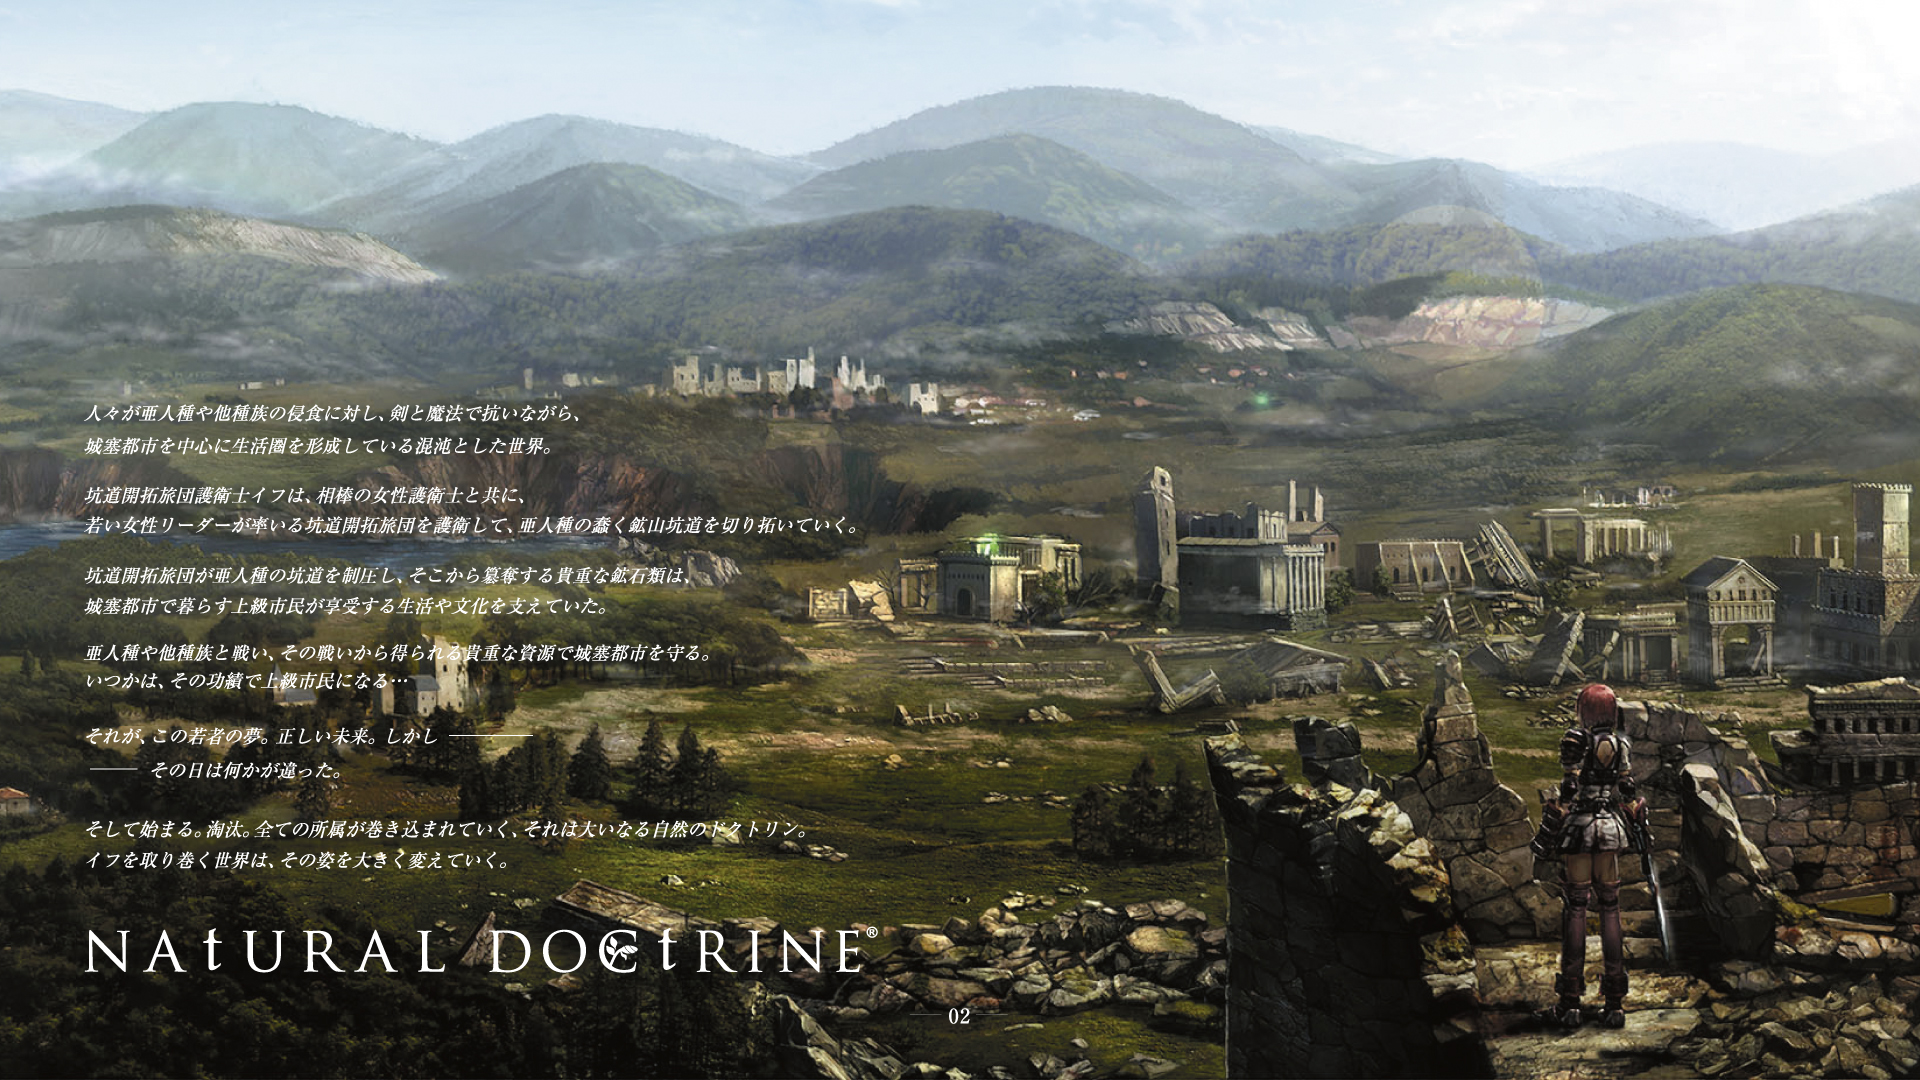 人々が亜人種や他種族の侵食に対し、剣と魔法で抗いながら、
城塞都市を中心に生活圏を形成している混沌とした世界。
坑道開拓旅団護衛士イフは、相棒の女性護衛士と共に、
若い女性リーダーが率いる坑道開拓旅団を護衛して、亜人種の蠢く鉱山坑道を切り拓いていく。
坑道開拓旅団が亜人種の坑道を制圧し、そこから簒奪する貴重な鉱石類は、
城塞都市で暮らす上級市民が享受する生活や文化を支えていた。
亜人種や他種族と戦い、その戦いから得られる貴重な資源で城塞都市を守る。
いつかは、その功績で上級市民になる…
それが、この若者の夢。正しい未来。しかし ———
—— その日は何かが違った。
そして始まる。淘汰。全ての所属が巻き込まれていく、それは大いなる自然のドクトリン。
イフを取り巻く世界は、その姿を大きく変えていく。
NAtURAL DOCtRINE®
02